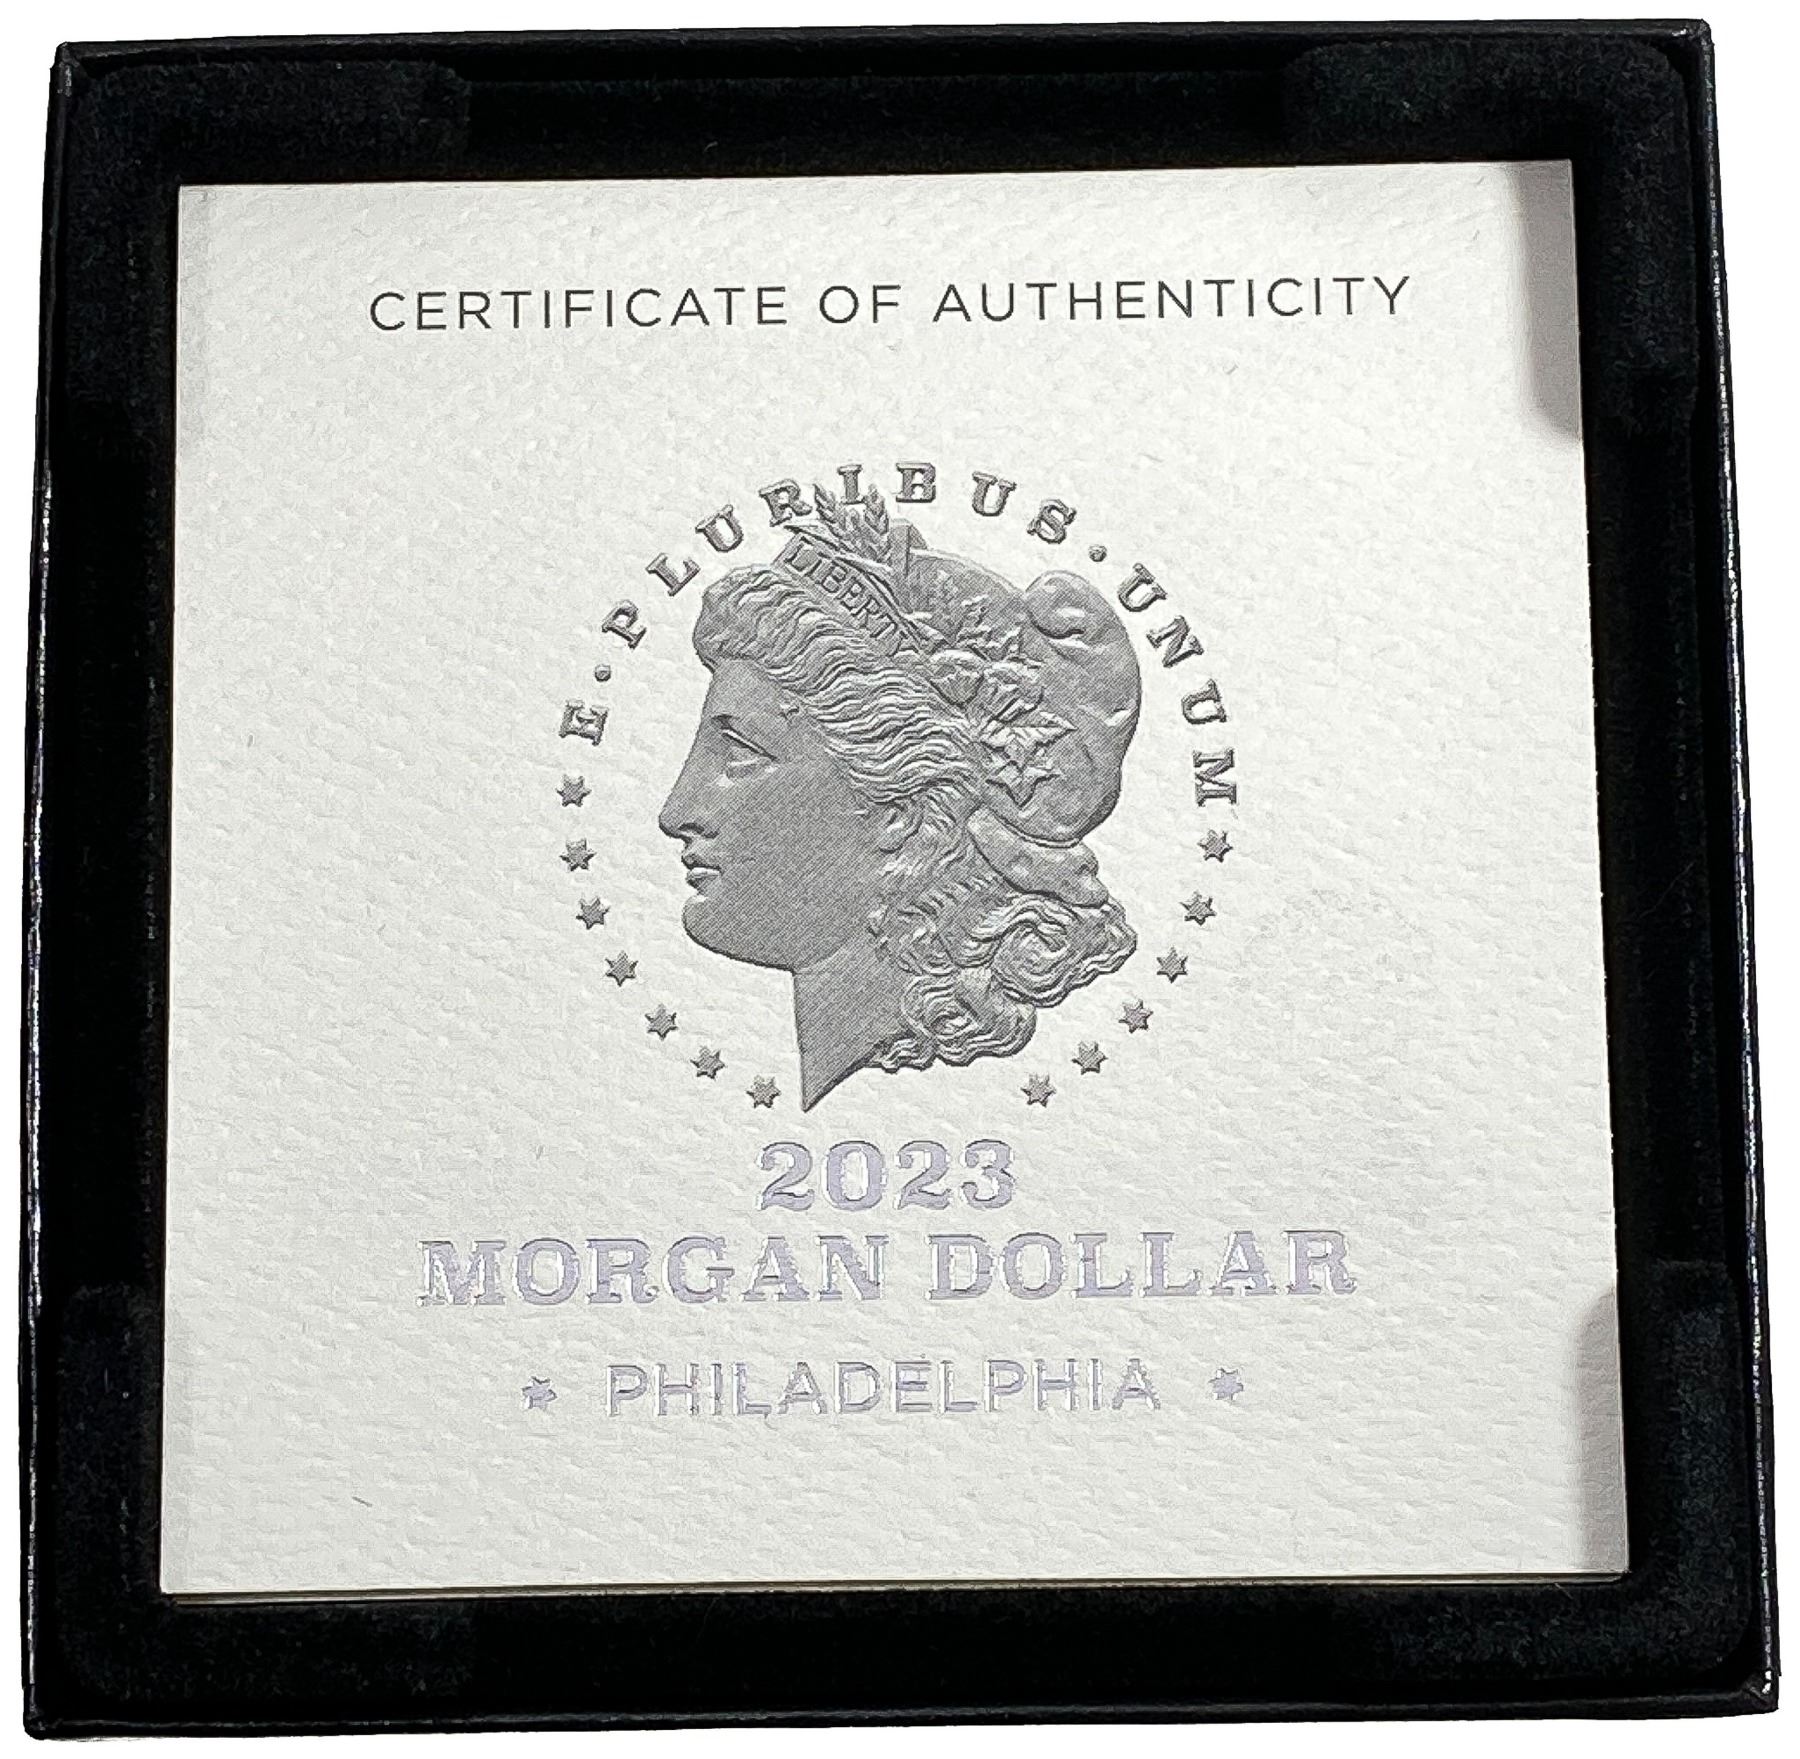 CERTIFICATE OF AUTHENTICITY
E·PLURIBUS·UNUM
LIBERTY
2023
MORGAN DOLLAR
PHILADELPHIA